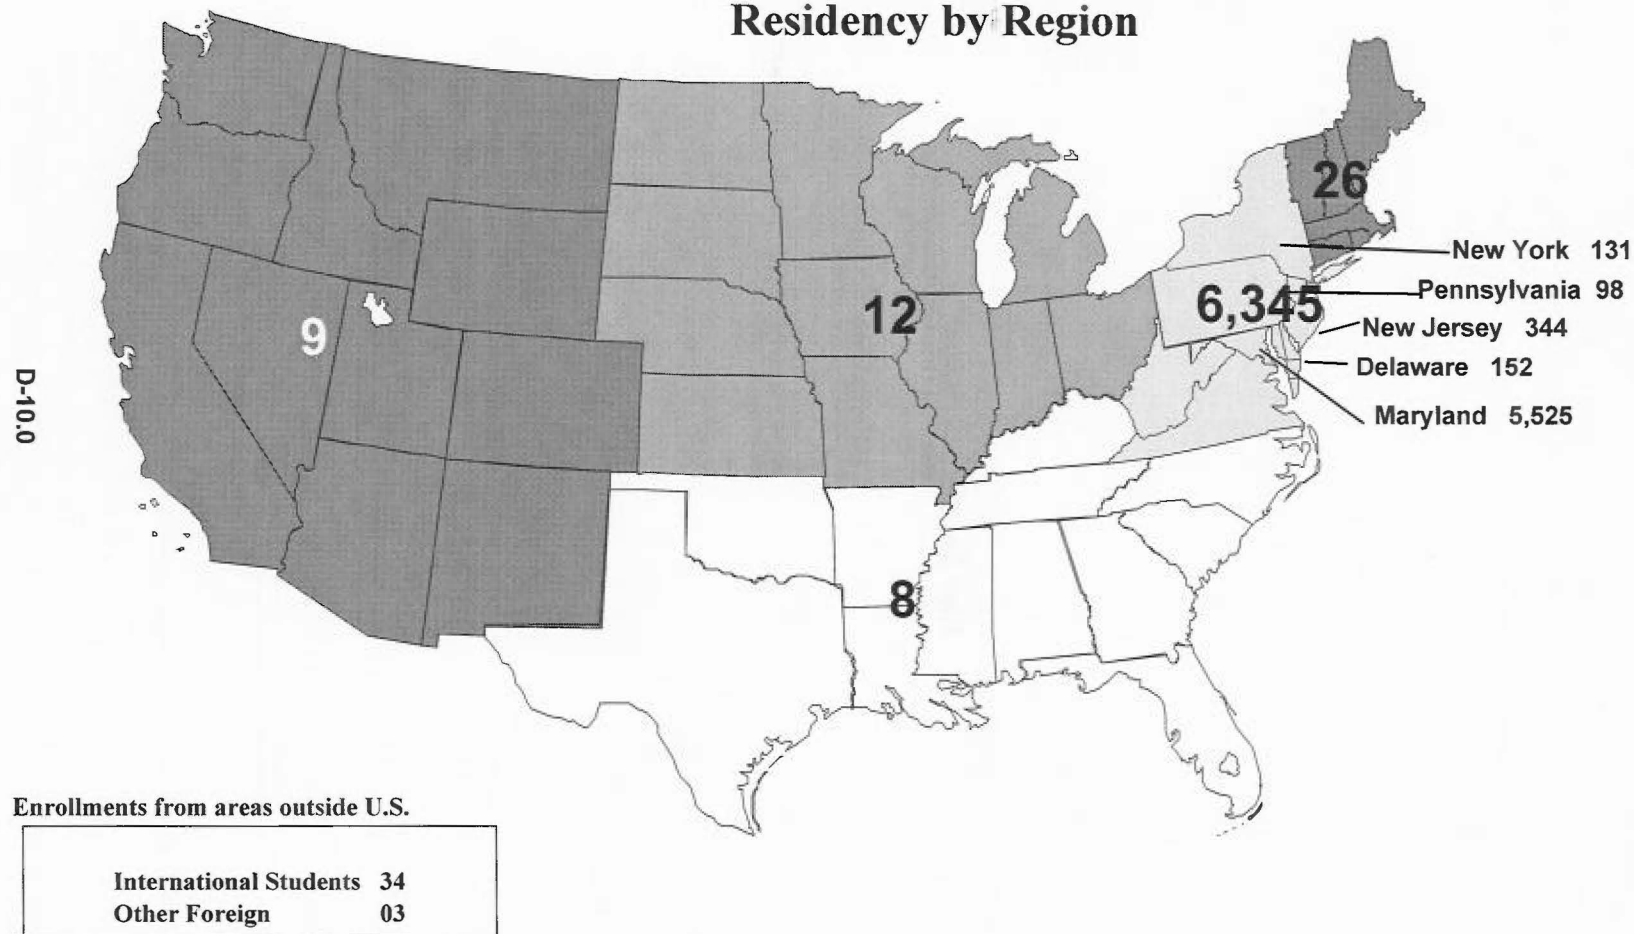 Residency by Region
26
New York 131
Pennsylvania 98
6,345
12
New Jersey 344
9
Delaware 152
Maryland 5,525
D-10.0
8
Enrollments from areas outside U.S.
International Students 34
Other Foreign 03